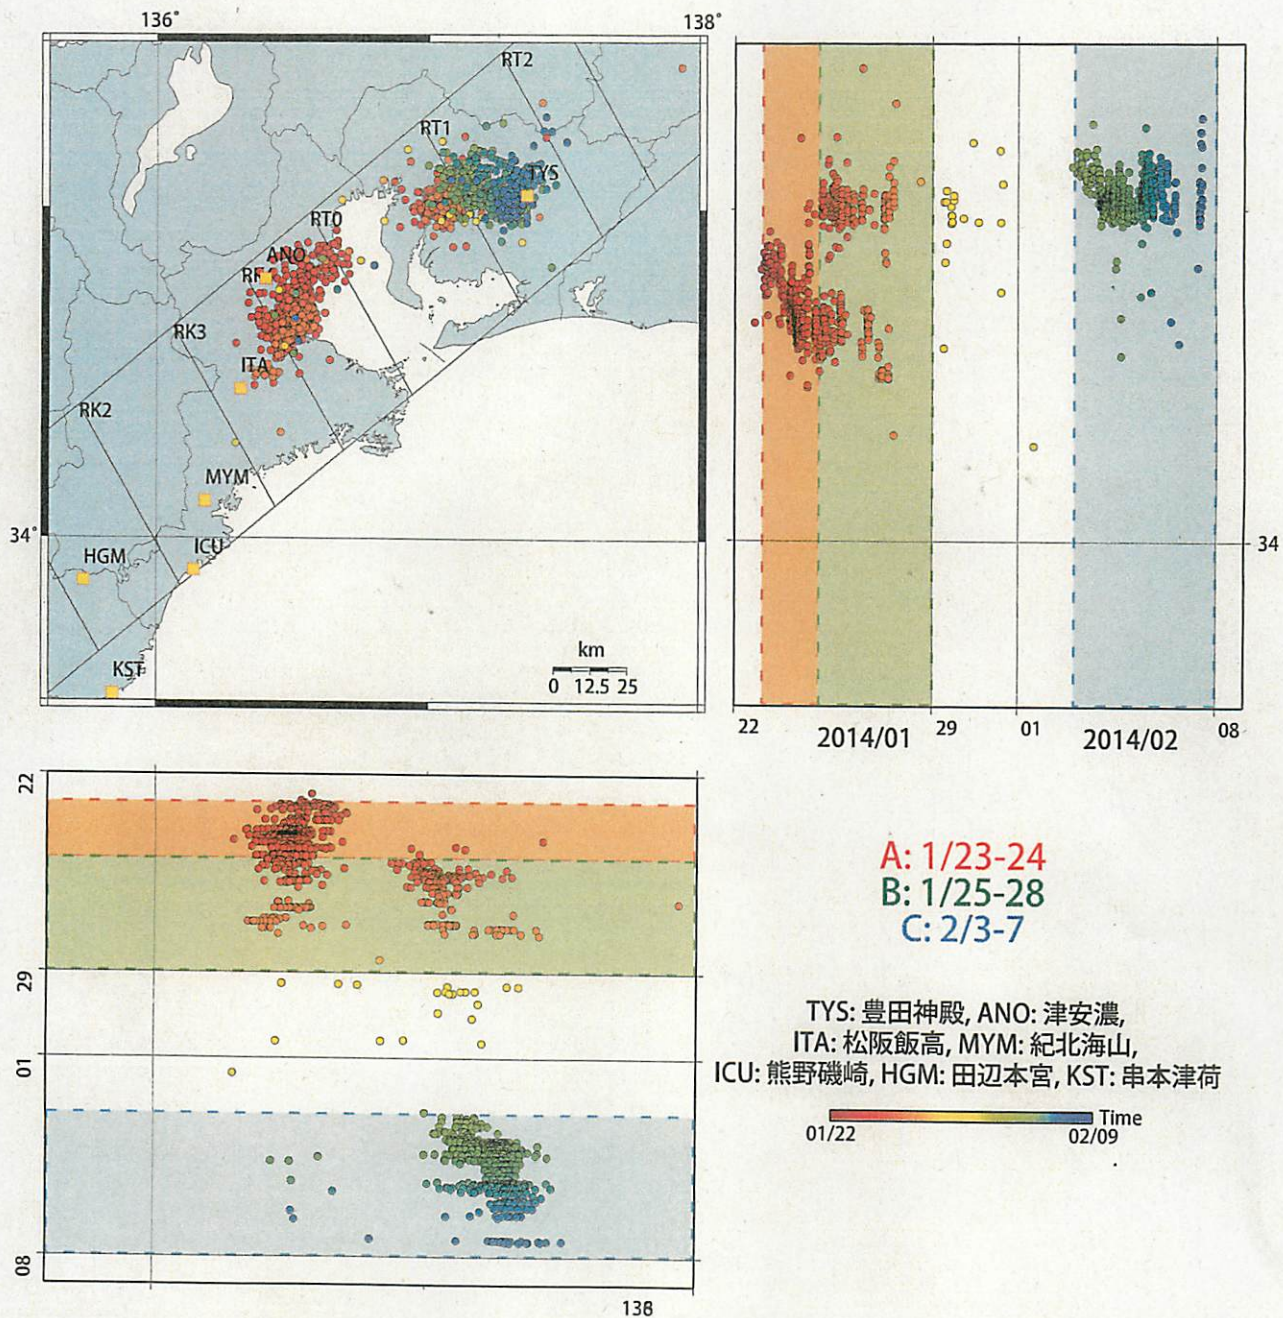 136°
138°
RT2
RT1
TYS
RT0
ANO
RK3
ITA
RK2
MYM
34°
HGM
ICU
KST
km
0 12.5 25
34
22
29
01
08
2014/01
2014/02
22
29
01
08
138
A: 1/23-24
B: 1/25-28
C: 2/3-7
TYS: 豊田神殿, ANO: 津安濃,
ITA: 松阪飯高, MYM: 紀北海山,
ICU: 熊野磯崎, HGM: 田辺本宮, KST: 串本津荷
Time
01/22
02/09